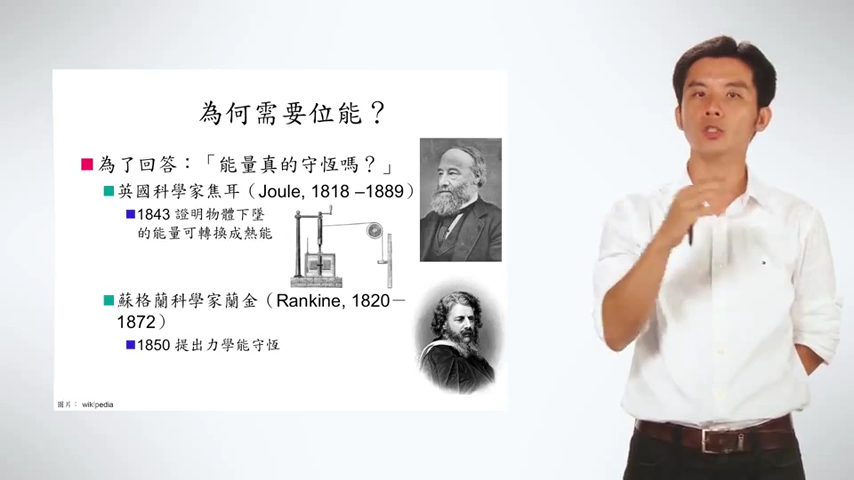 為何需要位能？
為了回答：「能量真的守恆嗎？」
英國科學家焦耳（Joule, 1818 –1889）
1843 證明物體下墜
的能量可轉換成熱能
蘇格蘭科學家蘭金（Rankine, 1820－
1872）
1850 提出力學能守恆
圖片： wikipedia